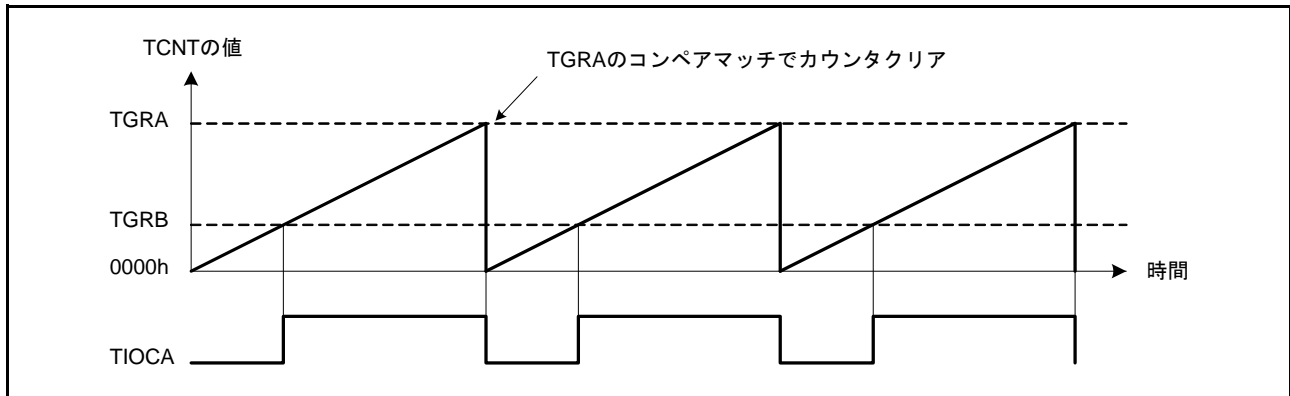 TCNTの値
TGRAのコンペアマッチでカウンタクリア
TGRA
TGRB
0000h
時間
TIOCA